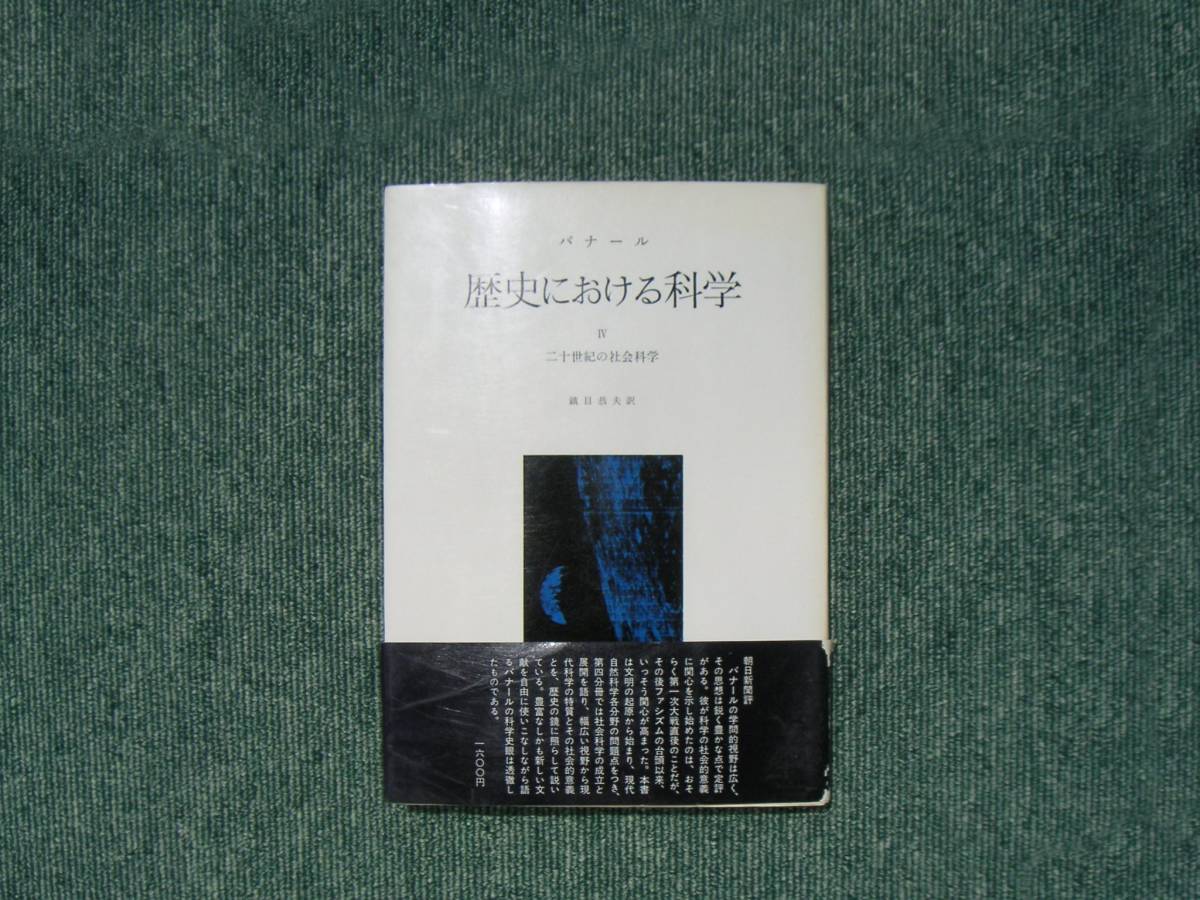 バナール
歴史における科学
IV
二十世紀の社会科学
鎮目恭夫訳
朝日新聞評
バナールの学問的視野は広く、
その思想は鋭く豊かな点で定評
がある。彼が科学の社会的意義
に関心を示し始めたのは、おそ
らく第一次大戦直後のことだが、
その後ファシズムの台頭以来、
いっそう関心が高まった。本書
は文明の起原から始まり、現代
自然科学各分野の問題点をつき、
第四分冊では社会科学の成立と
展開を語り、幅広い視野から現
代科学の特質とその社会的意義
とを、歴史の鏡に照らして説い
ている。豊富なしかも新しい文
献を自由に使いこなしながら語
るバナールの科学史眼は透徹し
たものである。
一六〇〇円